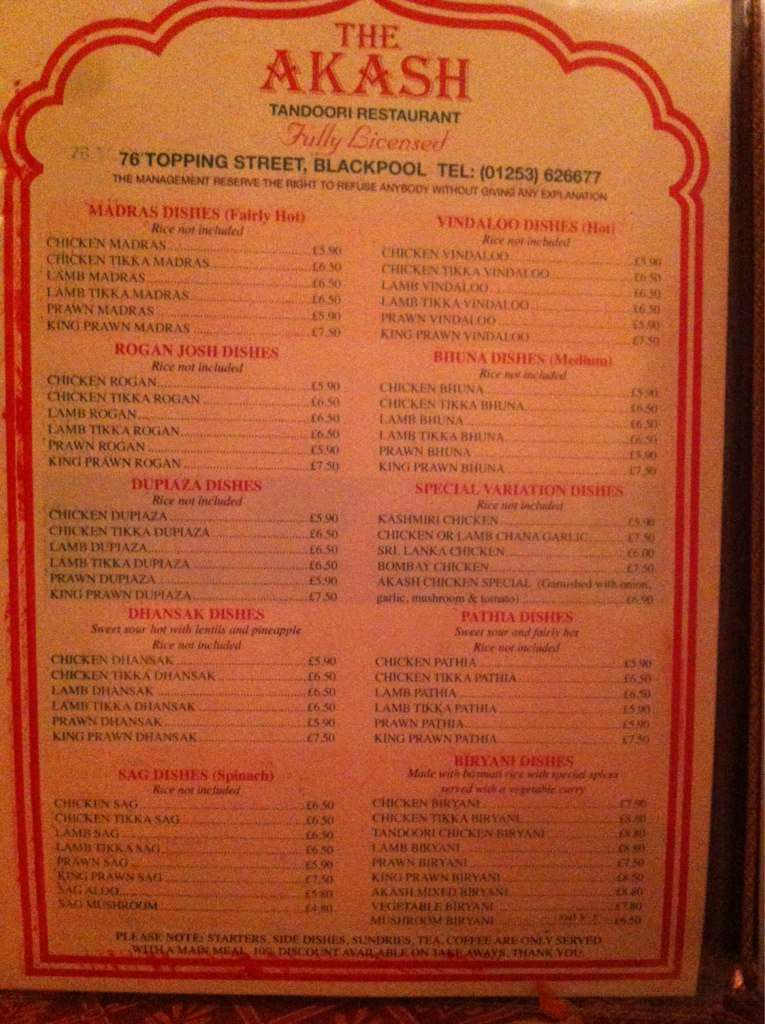 THE
AKASH
TANDOORI RESTAURANT
Fully Licensed
76 TOPPING STREET, BLACKPOOL TEL: (01253) 626677
THE MANAGEMENT RESERVE THE RIGHT TO REFUSE ANYBODY WITHOUT GIVING ANY EXPLANATION
MADRAS DISHES (Fairly Hot)
Rice not included
CHICKEN MADRAS £5.90
CHICKEN TIKKA MADRAS £6.50
LAMB MADRAS £6.50
LAMB TIKKA MADRAS £6.50
PRAWN MADRAS £5.90
KING PRAWN MADRAS £7.50
ROGAN JOSH DISHES
Rice not included
CHICKEN ROGAN £5.90
CHICKEN TIKKA ROGAN £6.50
LAMB ROGAN £6.50
LAMB TIKKA ROGAN £6.50
PRAWN ROGAN £5.90
KING PRAWN ROGAN £7.50
DUPIAZA DISHES
Rice not included
CHICKEN DUPIAZA £5.90
CHICKEN TIKKA DUPIAZA £6.50
LAMB DUPIAZA £6.50
LAMB TIKKA DUPIAZA £6.50
PRAWN DUPIAZA £5.90
KING PRAWN DUPIAZA £7.50
DHANSAK DISHES
Sweet sour hot with lentils and pineapple
Rice not included
CHICKEN DHANSAK £5.90
CHICKEN TIKKA DHANSAK £6.50
LAMB DHANSAK £6.50
LAMB TIKKA DHANSAK £6.50
PRAWN DHANSAK £5.90
KING PRAWN DHANSAK £7.50
SAG DISHES (Spinach)
Rice not included
CHICKEN SAG £6.50
CHICKEN TIKKA SAG £6.50
LAMB SAG £6.50
LAMB TIKKA SAG £6.50
PRAWN SAG £5.90
KING PRAWN SAG £7.50
SAG ALOO £5.80
SAG MUSHROOM £4.80
VINDALOO DISHES (Hot)
Rice not included
CHICKEN VINDALOO £5.90
CHICKEN TIKKA VINDALOO £6.50
LAMB VINDALOO £6.50
LAMB TIKKA VINDALOO £6.50
PRAWN VINDALOO £5.90
KING PRAWN VINDALOO £7.50
BHUNA DISHES (Medium)
Rice not included
CHICKEN BHUNA £5.90
CHICKEN TIKKA BHUNA £6.50
LAMB BHUNA £6.50
LAMB TIKKA BHUNA £6.50
PRAWN BHUNA £5.90
KING PRAWN BHUNA £7.50
SPECIAL VARIATION DISHES
Rice not included
KASHMIRI CHICKEN £5.90
CHICKEN OR LAMB CHANA GARLIC £7.50
SRI LANKA CHICKEN £6.00
BOMBAY CHICKEN £7.50
AKASH CHICKEN SPECIAL (Garnished with onion,
garlic, mushroom & tomato) £6.90
PATHIA DISHES
Sweet sour and fairly hot
Rice not included
CHICKEN PATHIA £5.90
CHICKEN TIKKA PATHIA £6.50
LAMB PATHIA £6.50
LAMB TIKKA PATHIA £5.90
PRAWN PATHIA £5.90
KING PRAWN PATHIA £7.50
BIRYANI DISHES
Made with basmati rice with special spices
served with a vegetable curry
CHICKEN BIRYANI £7.90
CHICKEN TIKKA BIRYANI £8.80
TANDOORI CHICKEN BIRYANI £8.80
LAMB BIRYANI £8.80
PRAWN BIRYANI £7.50
KING PRAWN BIRYANI £8.50
AKASH MIXED BIRYANI £8.80
VEGETABLE BIRYANI £7.80
MUSHROOM BIRYANI £6.50
PLEASE NOTE: STARTERS, SIDE DISHES, SUNDRIES, TEA, COFFEE ARE ONLY SERVED
WITH A MAIN MEAL. 10% DISCOUNT AVAILABLE ON TAKE AWAYS. THANK YOU.